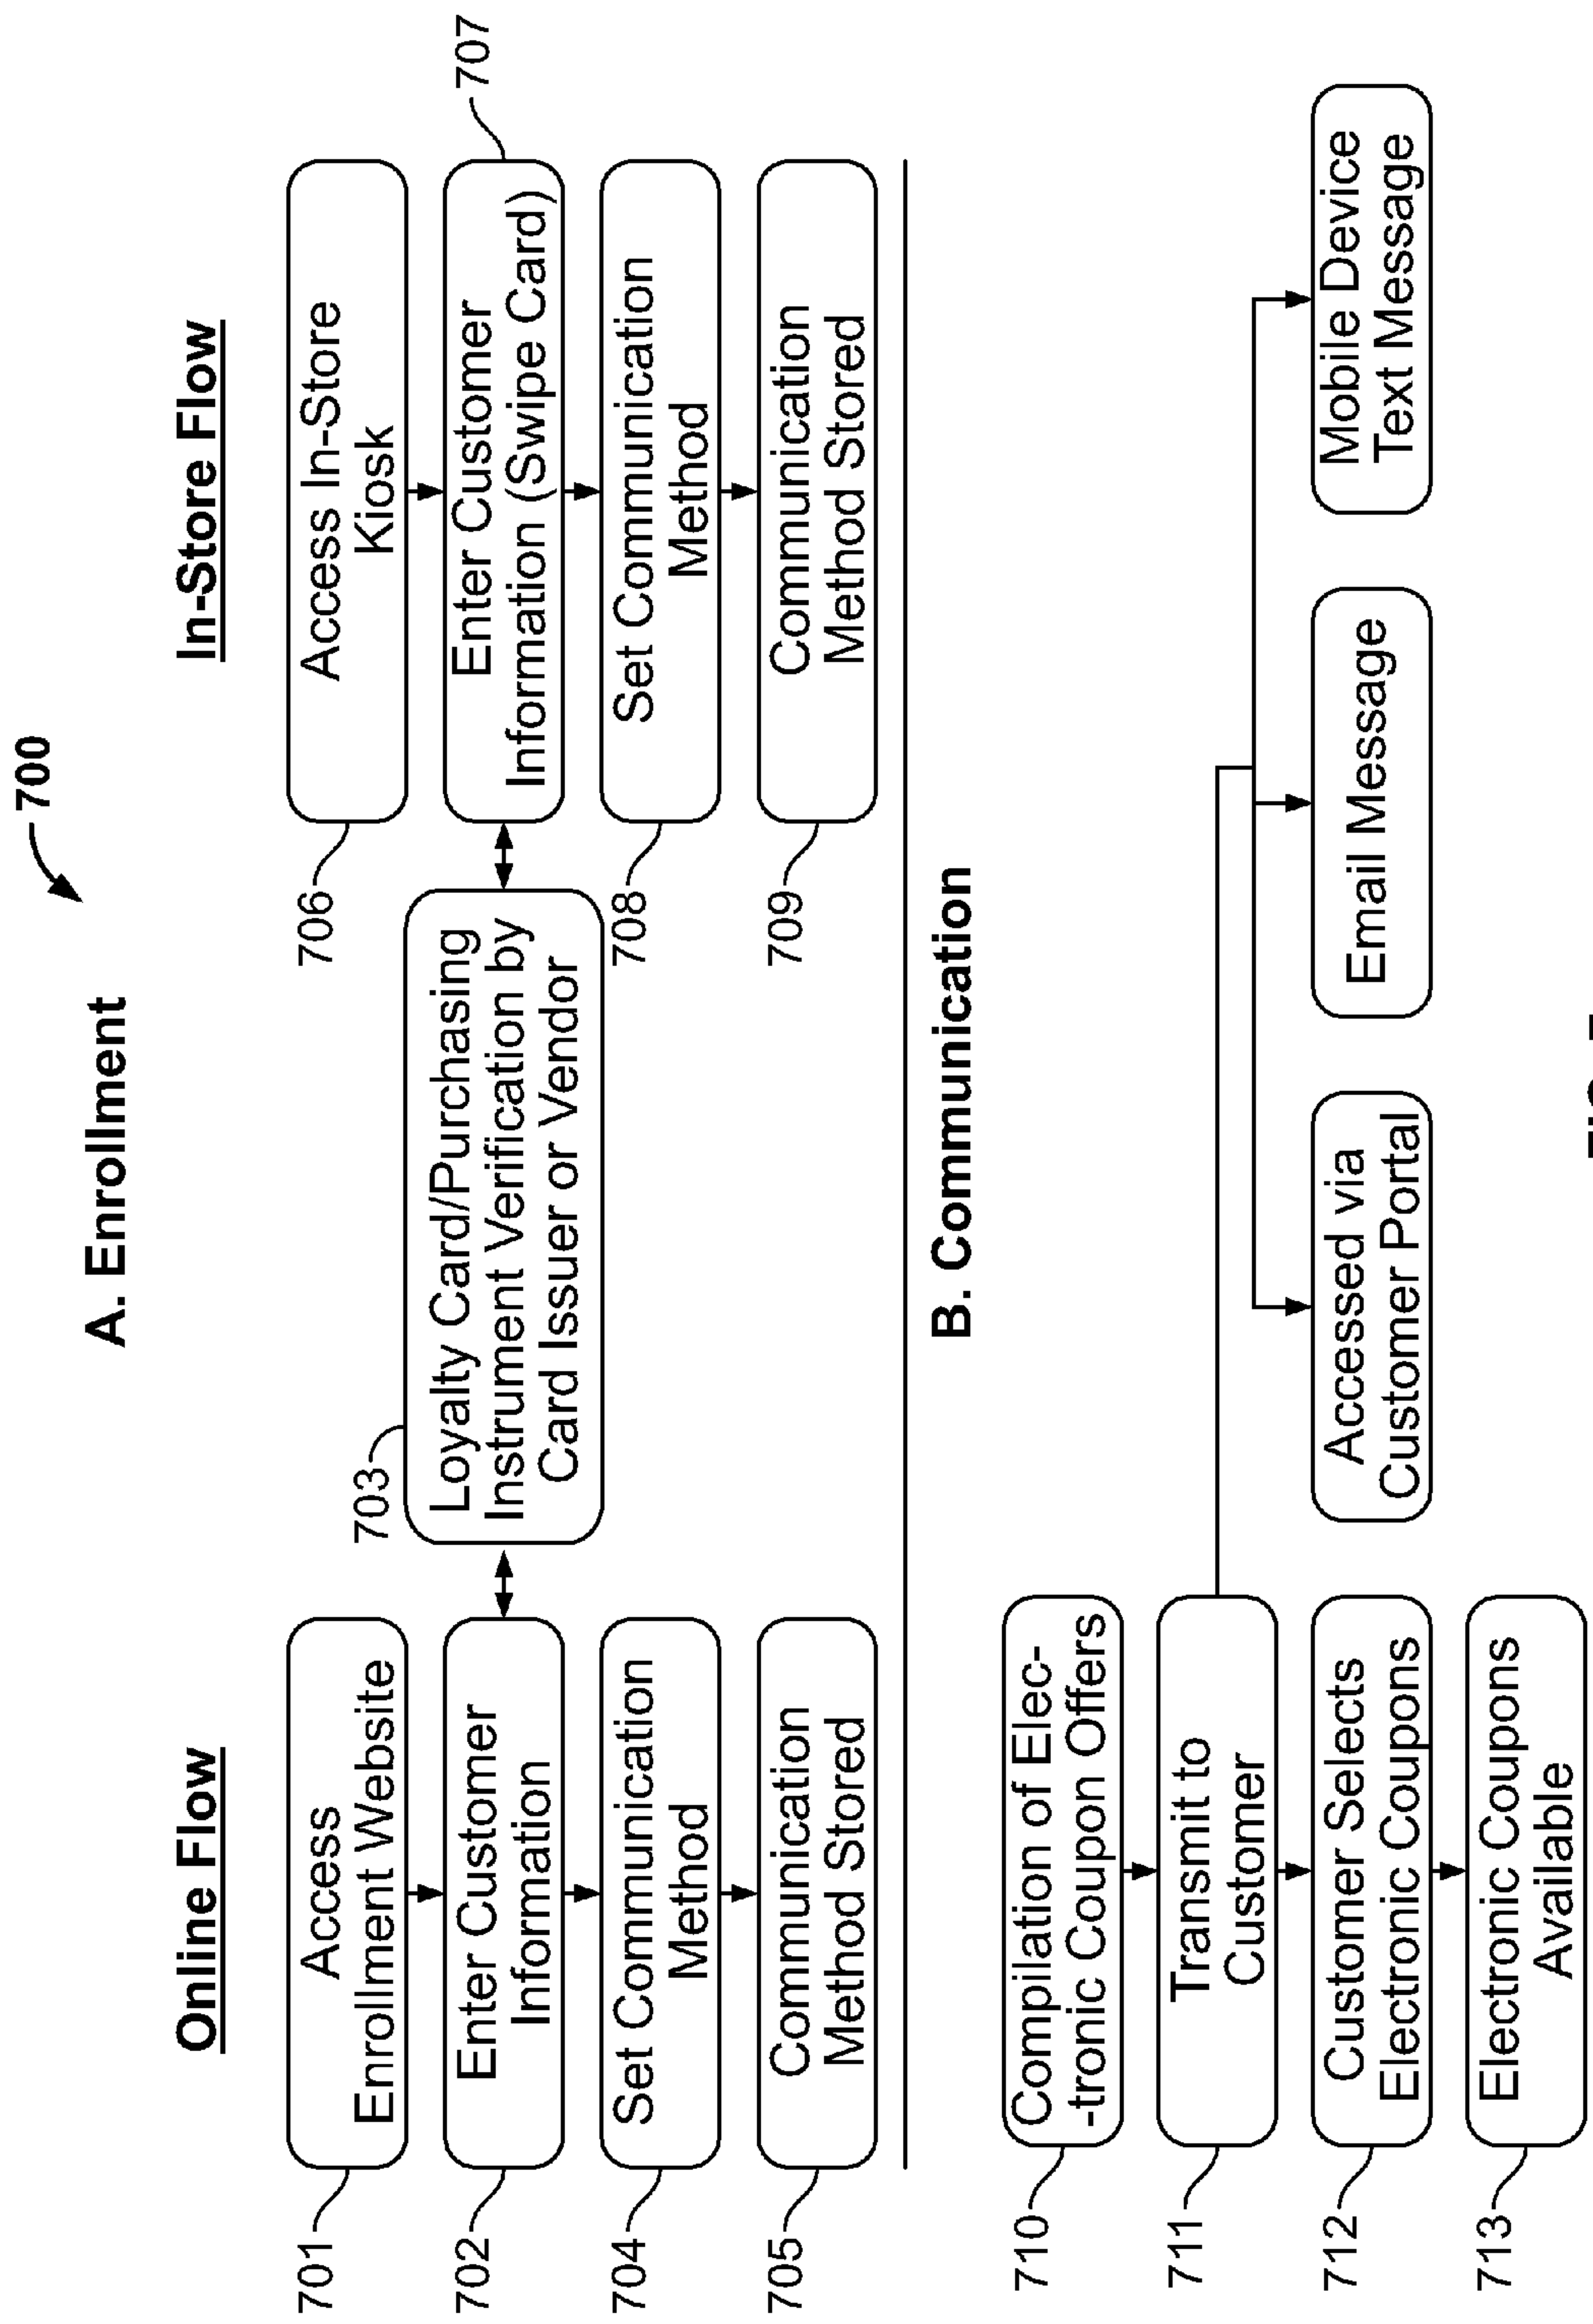 700
A. Enrollment
Online Flow
In-Store Flow
701
Access
Enrollment Website
706
Access In-Store
Kiosk
702
Enter Customer
Information
703
Loyalty Card/Purchasing
Instrument Verification by
Card Issuer or Vendor
Enter Customer
Information (Swipe Card)
707
704
Set Communication
Method
708
Set Communication
Method
705
Communication
Method Stored
709
Communication
Method Stored
B. Communication
710
Compilation of Elec-
-tronic Coupon Offers
711
Transmit to
Customer
712
Customer Selects
Electronic Coupons
Accessed via
Customer Portal
Email Message
Mobile Device
Text Message
713
Electronic Coupons
Available